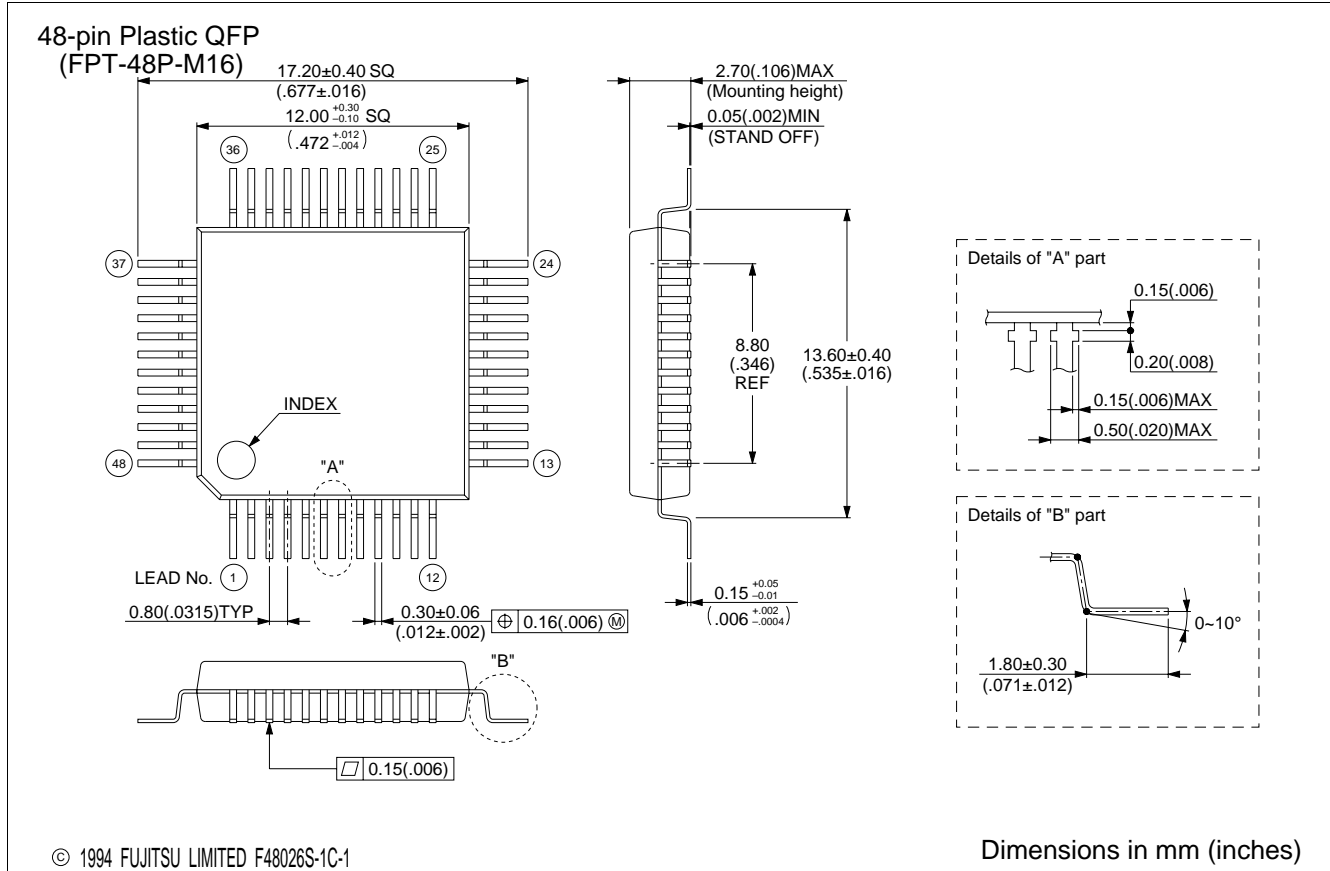 48-pin Plastic QFP
(FPT-48P-M16)
17.20±0.40 SQ
(.677±.016)
12.00 +0.30 −0.10 SQ
(.472 +.012 −.004)
36
25
37
24
48
13
INDEX
"A"
LEAD No.
1
12
0.80(.0315)TYP
0.30±0.06
(.012±.002)
⌖ 0.16(.006) Ⓜ
"B"
⏥ 0.15(.006)
2.70(.106)MAX
(Mounting height)
0.05(.002)MIN
(STAND OFF)
8.80
(.346)
REF
13.60±0.40
(.535±.016)
0.15 +0.05 −0.01
(.006 +.002 −.0004)
Details of "A" part
0.15(.006)
0.20(.008)
0.15(.006)MAX
0.50(.020)MAX
Details of "B" part
0~10°
1.80±0.30
(.071±.012)
© 1994 FUJITSU LIMITED F48026S-1C-1
Dimensions in mm (inches)